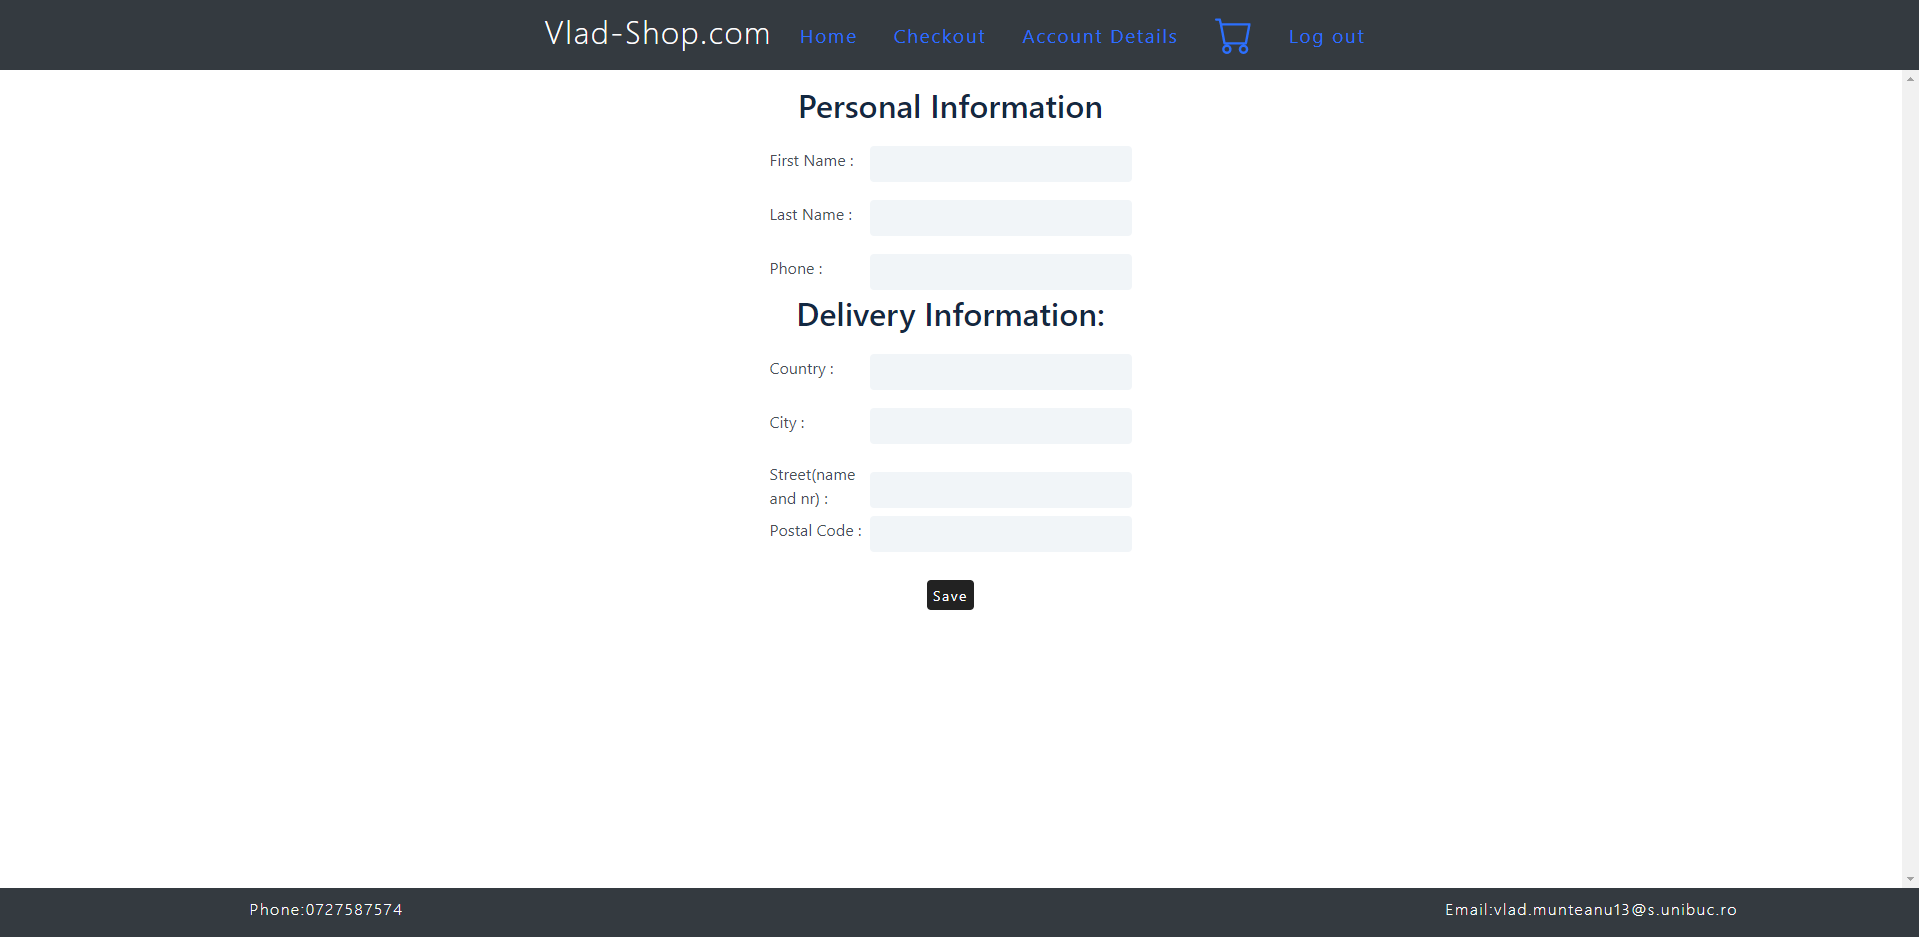 Vlad-Shop.com Home Checkout Account Details Log out
Personal Information
First Name :
Last Name :
Phone :
Delivery Information:
Country :
City :
Street(name
and nr) :
Postal Code :
Save
Phone:0727587574 Email:vlad.munteanu13@s.unibuc.ro